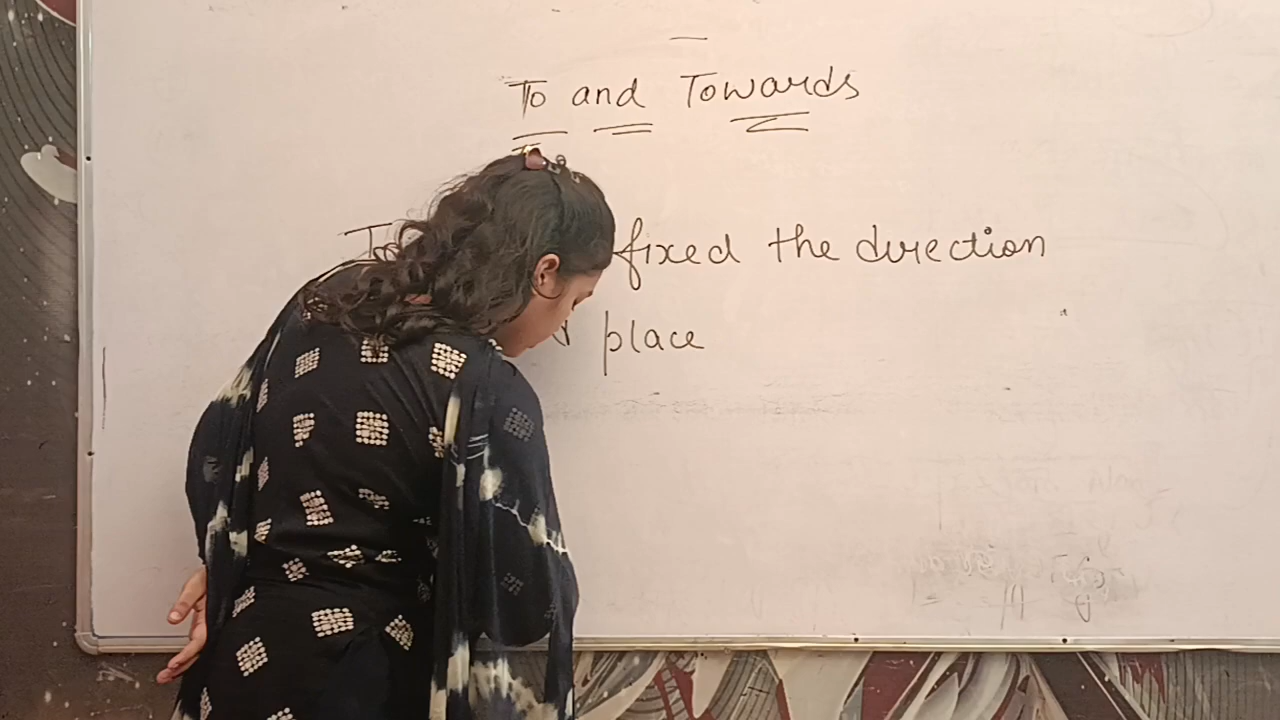 To and Towards
fixed the direction
place